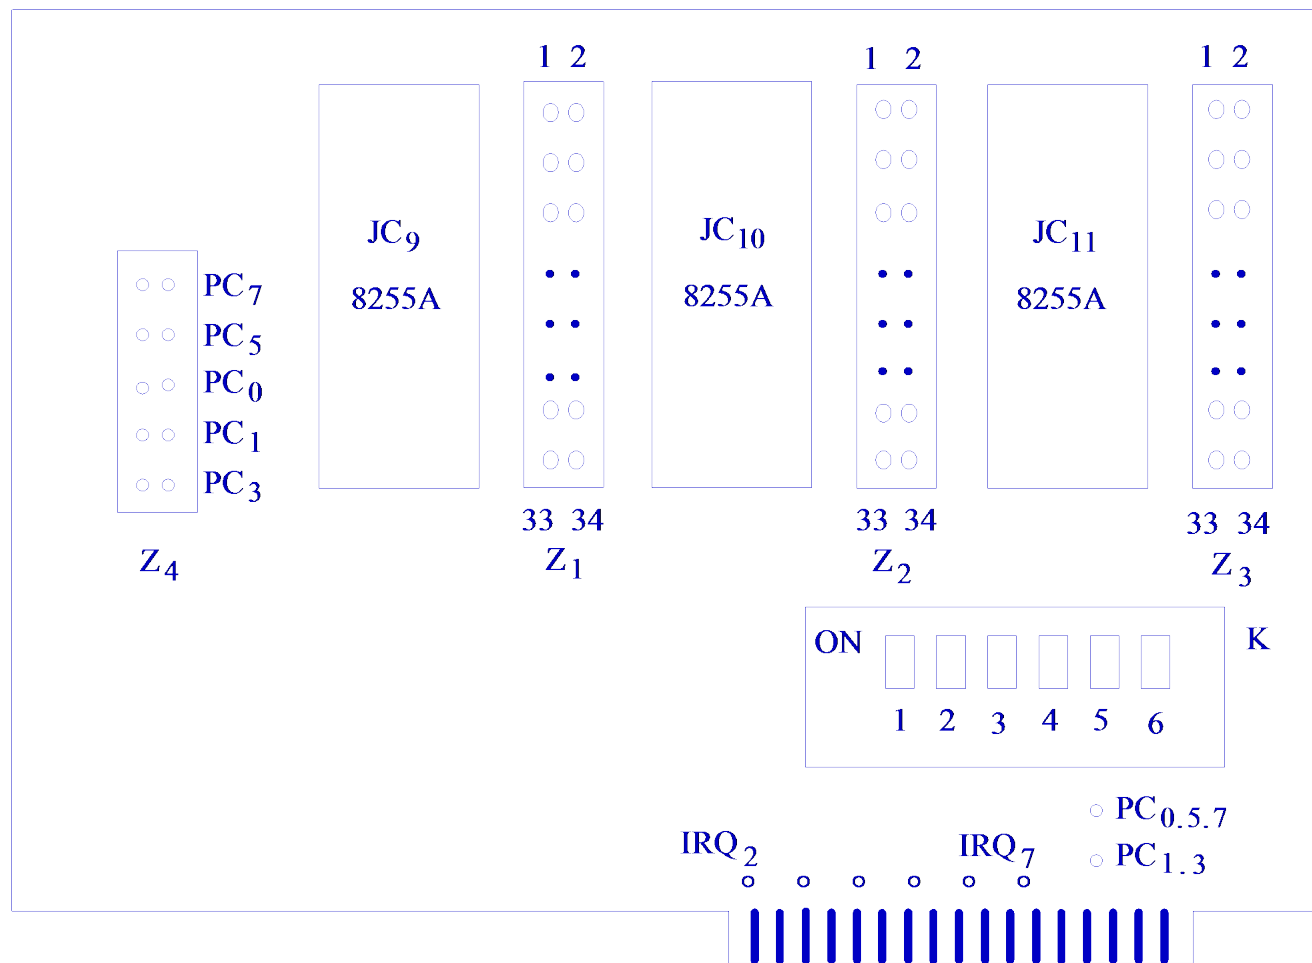 1 2
1 2
1 2
JC9
8255A
JC10
8255A
JC11
8255A
PC7
PC5
PC0
PC1
PC3
33 34
33 34
33 34
Z4
Z1
Z2
Z3
ON
K
1 2 3 4 5 6
PC0.5.7
IRQ2
IRQ7
PC1.3